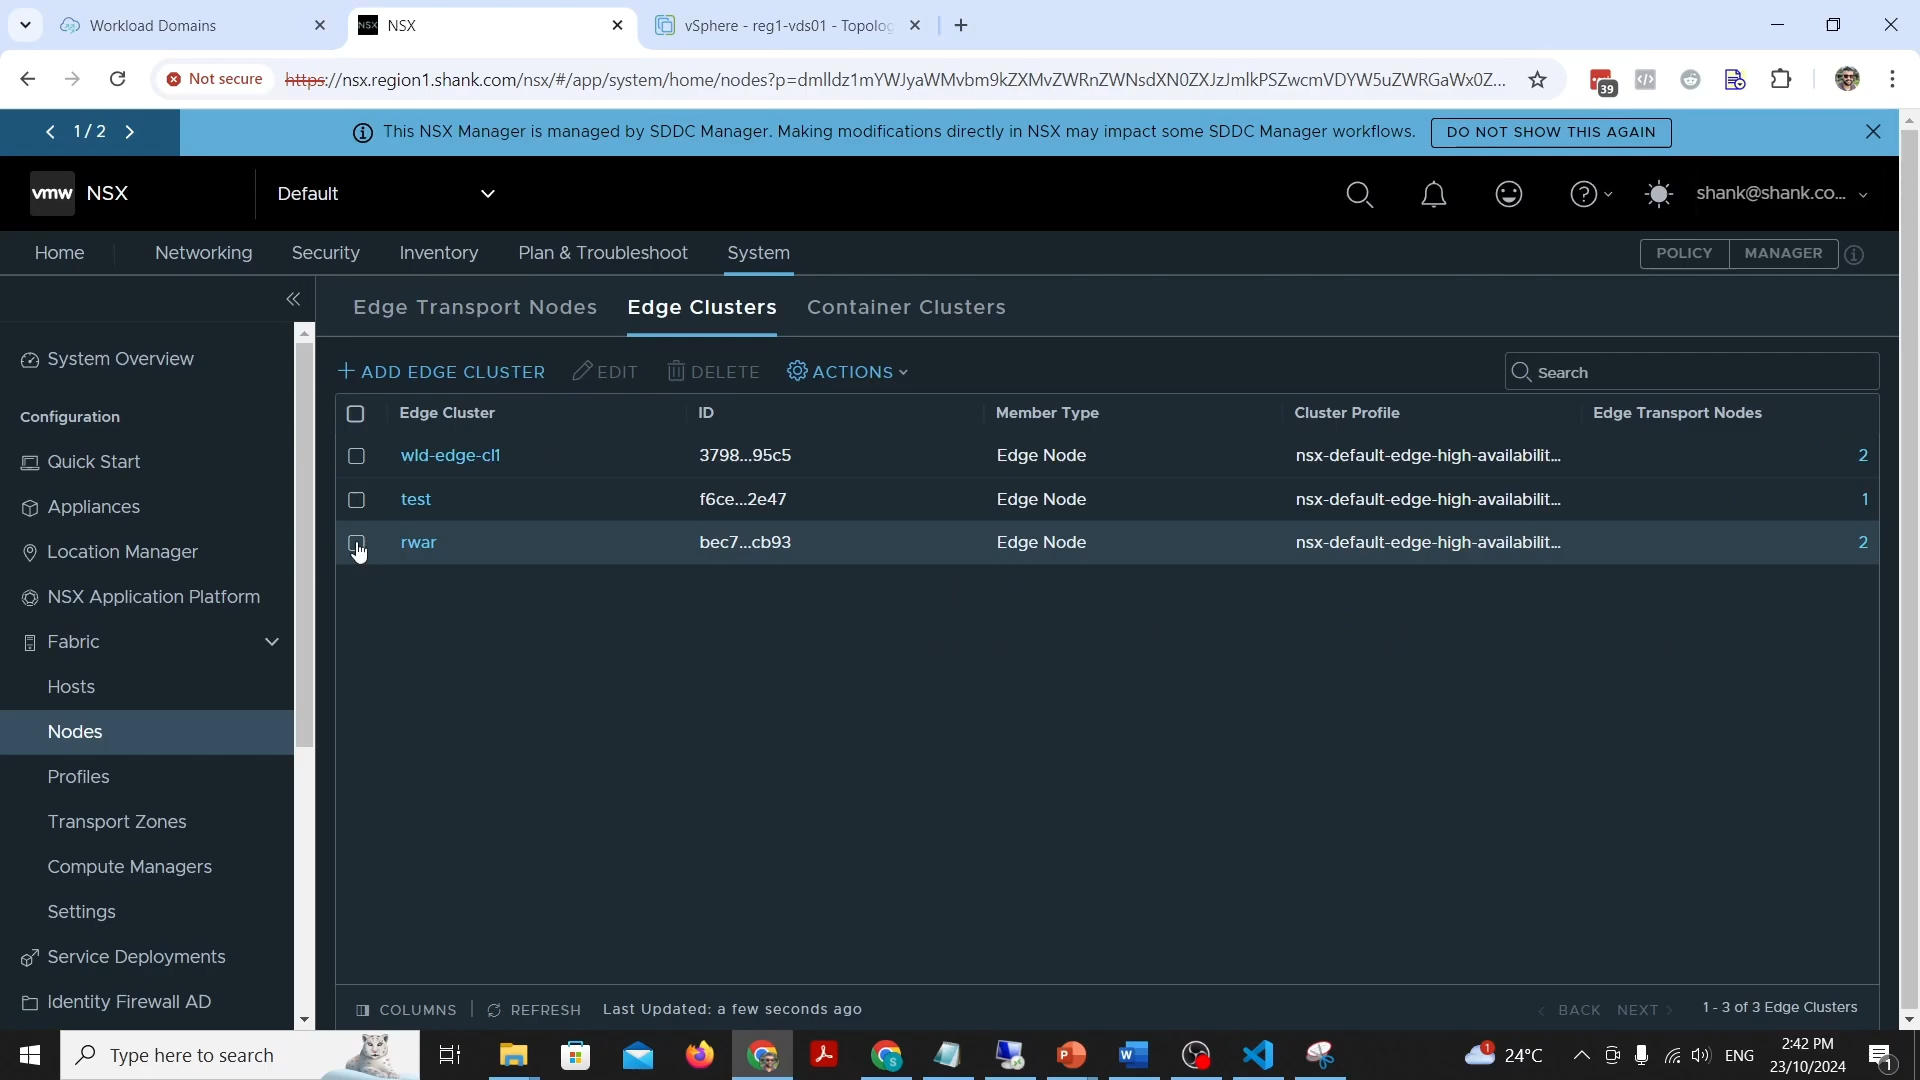 Workload Domains
NSX
vSphere - reg1-vds01 - Topolog
Not secure
https://nsx.region1.shank.com/nsx/#/app/system/home/nodes?p=dmlldz1mYWJyaWMvbm9kZXMvZWRnZWNsdXN0ZXJzJmlkPSZwcmVDYW5uZWRGaWx0Z...
39
1 / 2
This NSX Manager is managed by SDDC Manager. Making modifications directly in NSX may impact some SDDC Manager workflows.
DO NOT SHOW THIS AGAIN
vmw NSX
Default
shank@shank.co...
Home
Networking
Security
Inventory
Plan & Troubleshoot
System
POLICY
MANAGER
Edge Transport Nodes
Edge Clusters
Container Clusters
System Overview
Configuration
Quick Start
Appliances
Location Manager
NSX Application Platform
Fabric
Hosts
Nodes
Profiles
Transport Zones
Compute Managers
Settings
Service Deployments
Identity Firewall AD
ADD EDGE CLUSTER
EDIT
DELETE
ACTIONS
Search
Edge Cluster ID Member Type Cluster Profile Edge Transport Nodes
wld-edge-cl1 3798...95c5 Edge Node nsx-default-edge-high-availabilit... 2
test f6ce...2e47 Edge Node nsx-default-edge-high-availabilit... 1
rwar bec7...cb93 Edge Node nsx-default-edge-high-availabilit... 2
COLUMNS
REFRESH
Last Updated: a few seconds ago
BACK
NEXT
1 - 3 of 3 Edge Clusters
Type here to search
1
24°C
ENG
2:42 PM
23/10/2024
1